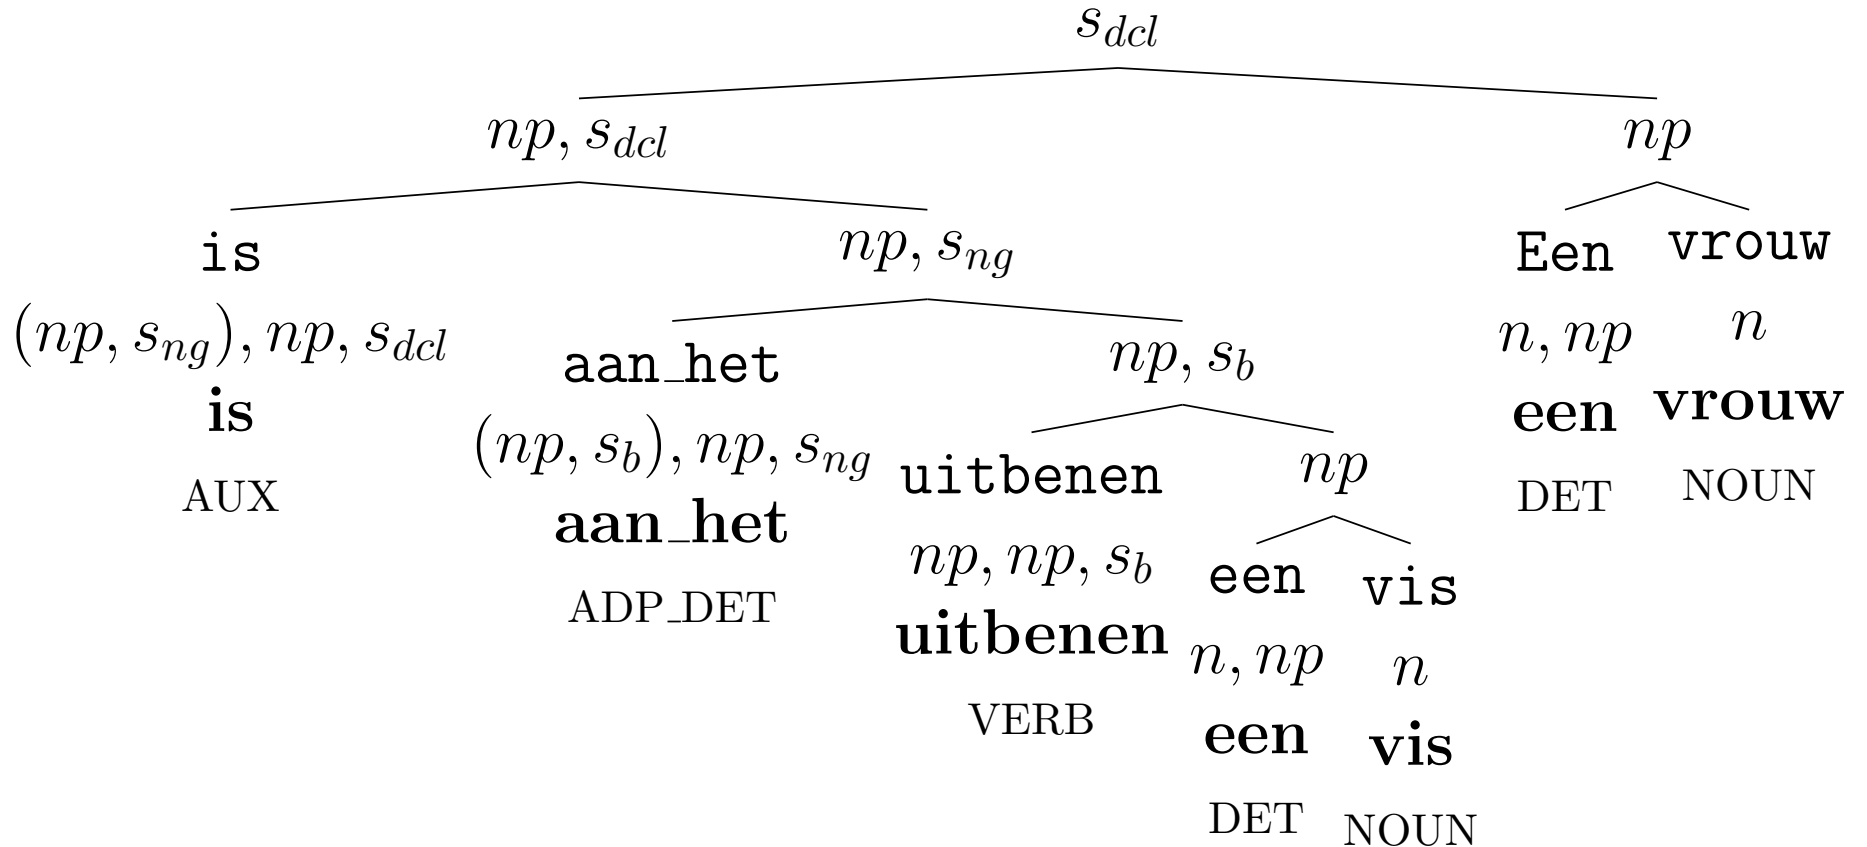 s_dcl
np, s_dcl
np
is
(np, s_ng), np, s_dcl
is
AUX
np, s_ng
aan_het
(np, s_b), np, s_ng
aan_het
ADP_DET
np, s_b
uitbenen
np, np, s_b
uitbenen
VERB
np
een
n, np
een
DET
vis
n
vis
NOUN
Een
n, np
een
DET
vrouw
n
vrouw
NOUN